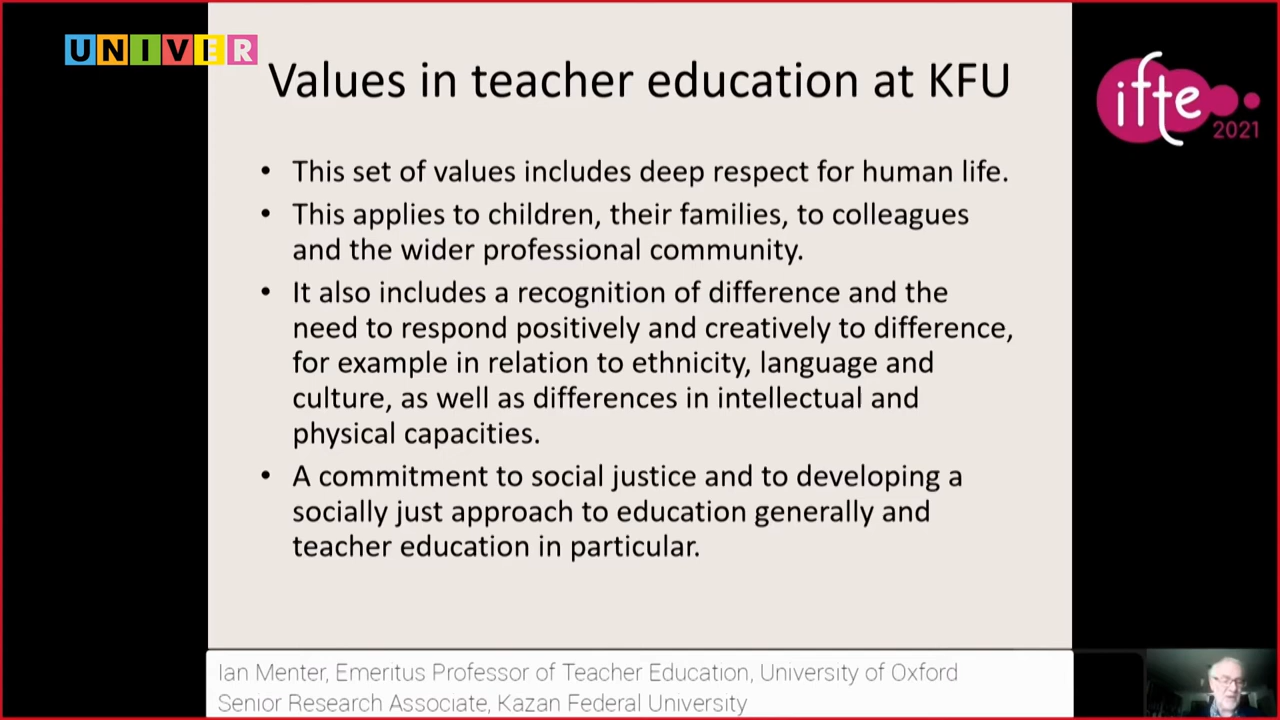 UNIVER
Values in teacher education at KFU
ifte
2021
• This set of values includes deep respect for human life.
• This applies to children, their families, to colleagues
and the wider professional community.
• It also includes a recognition of difference and the
need to respond positively and creatively to difference,
for example in relation to ethnicity, language and
culture, as well as differences in intellectual and
physical capacities.
• A commitment to social justice and to developing a
socially just approach to education generally and
teacher education in particular.
Ian Menter, Emeritus Professor of Teacher Education, University of Oxford
Senior Research Associate, Kazan Federal University